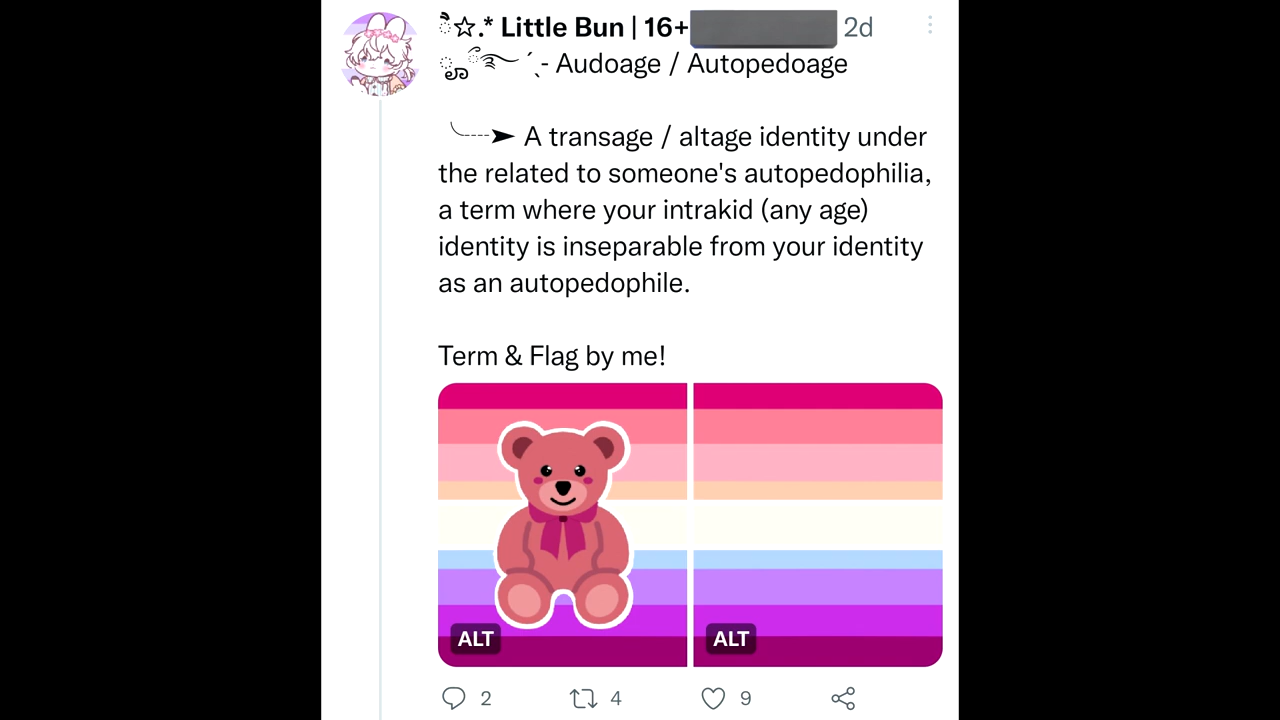 ੈ☆.* Little Bun | 16+ 2d
ೃ࿐ ˊˎ- Audoage / Autopedoage
╰┈➤ A transage / altage identity under
the related to someone's autopedophilia,
a term where your intrakid (any age)
identity is inseparable from your identity
as an autopedophile.
Term & Flag by me!
ALT ALT
2 4 9